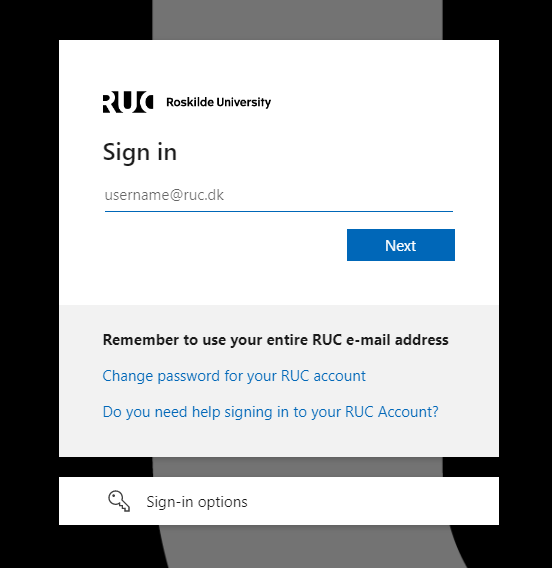 RUC Roskilde University
Sign in
username@ruc.dk
Next
Remember to use your entire RUC e-mail address
Change password for your RUC account
Do you need help signing in to your RUC Account?
Sign-in options